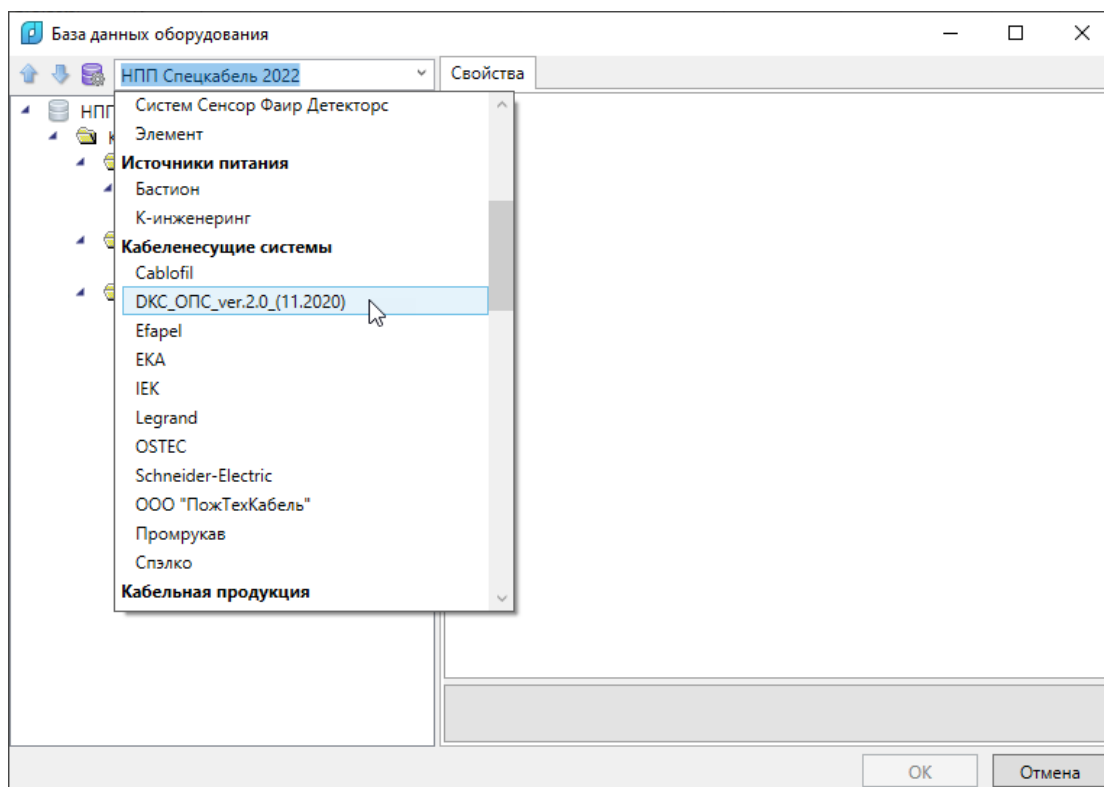 База данных оборудования
НПП Спецкабель 2022
Свойства
НПП
Систем Сенсор Фаир Детекторс
Элемент
Источники питания
Бастион
К-инженеринг
Кабеленесущие системы
Cablofil
DKC_ОПС_ver.2.0_(11.2020)
Efapel
EKA
IEK
Legrand
OSTEC
Schneider-Electric
ООО "ПожТехКабель"
Промрукав
Спэлко
Кабельная продукция
ОК
Отмена